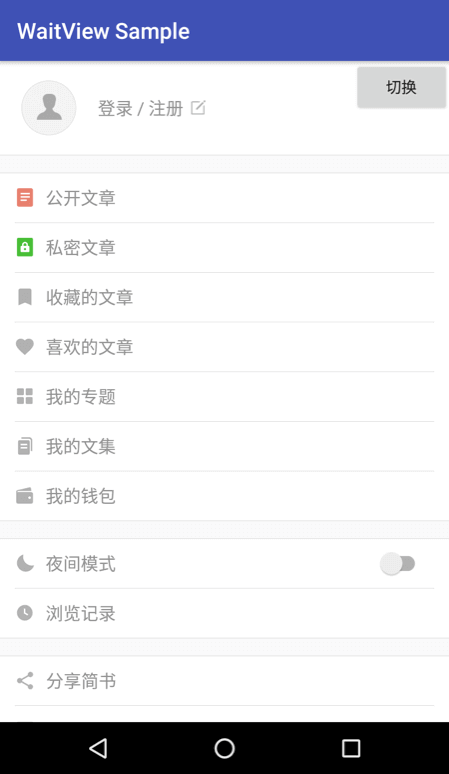 WaitView Sample
切换
登录 / 注册
公开文章
私密文章
收藏的文章
喜欢的文章
我的专题
我的文集
我的钱包
夜间模式
浏览记录
分享简书